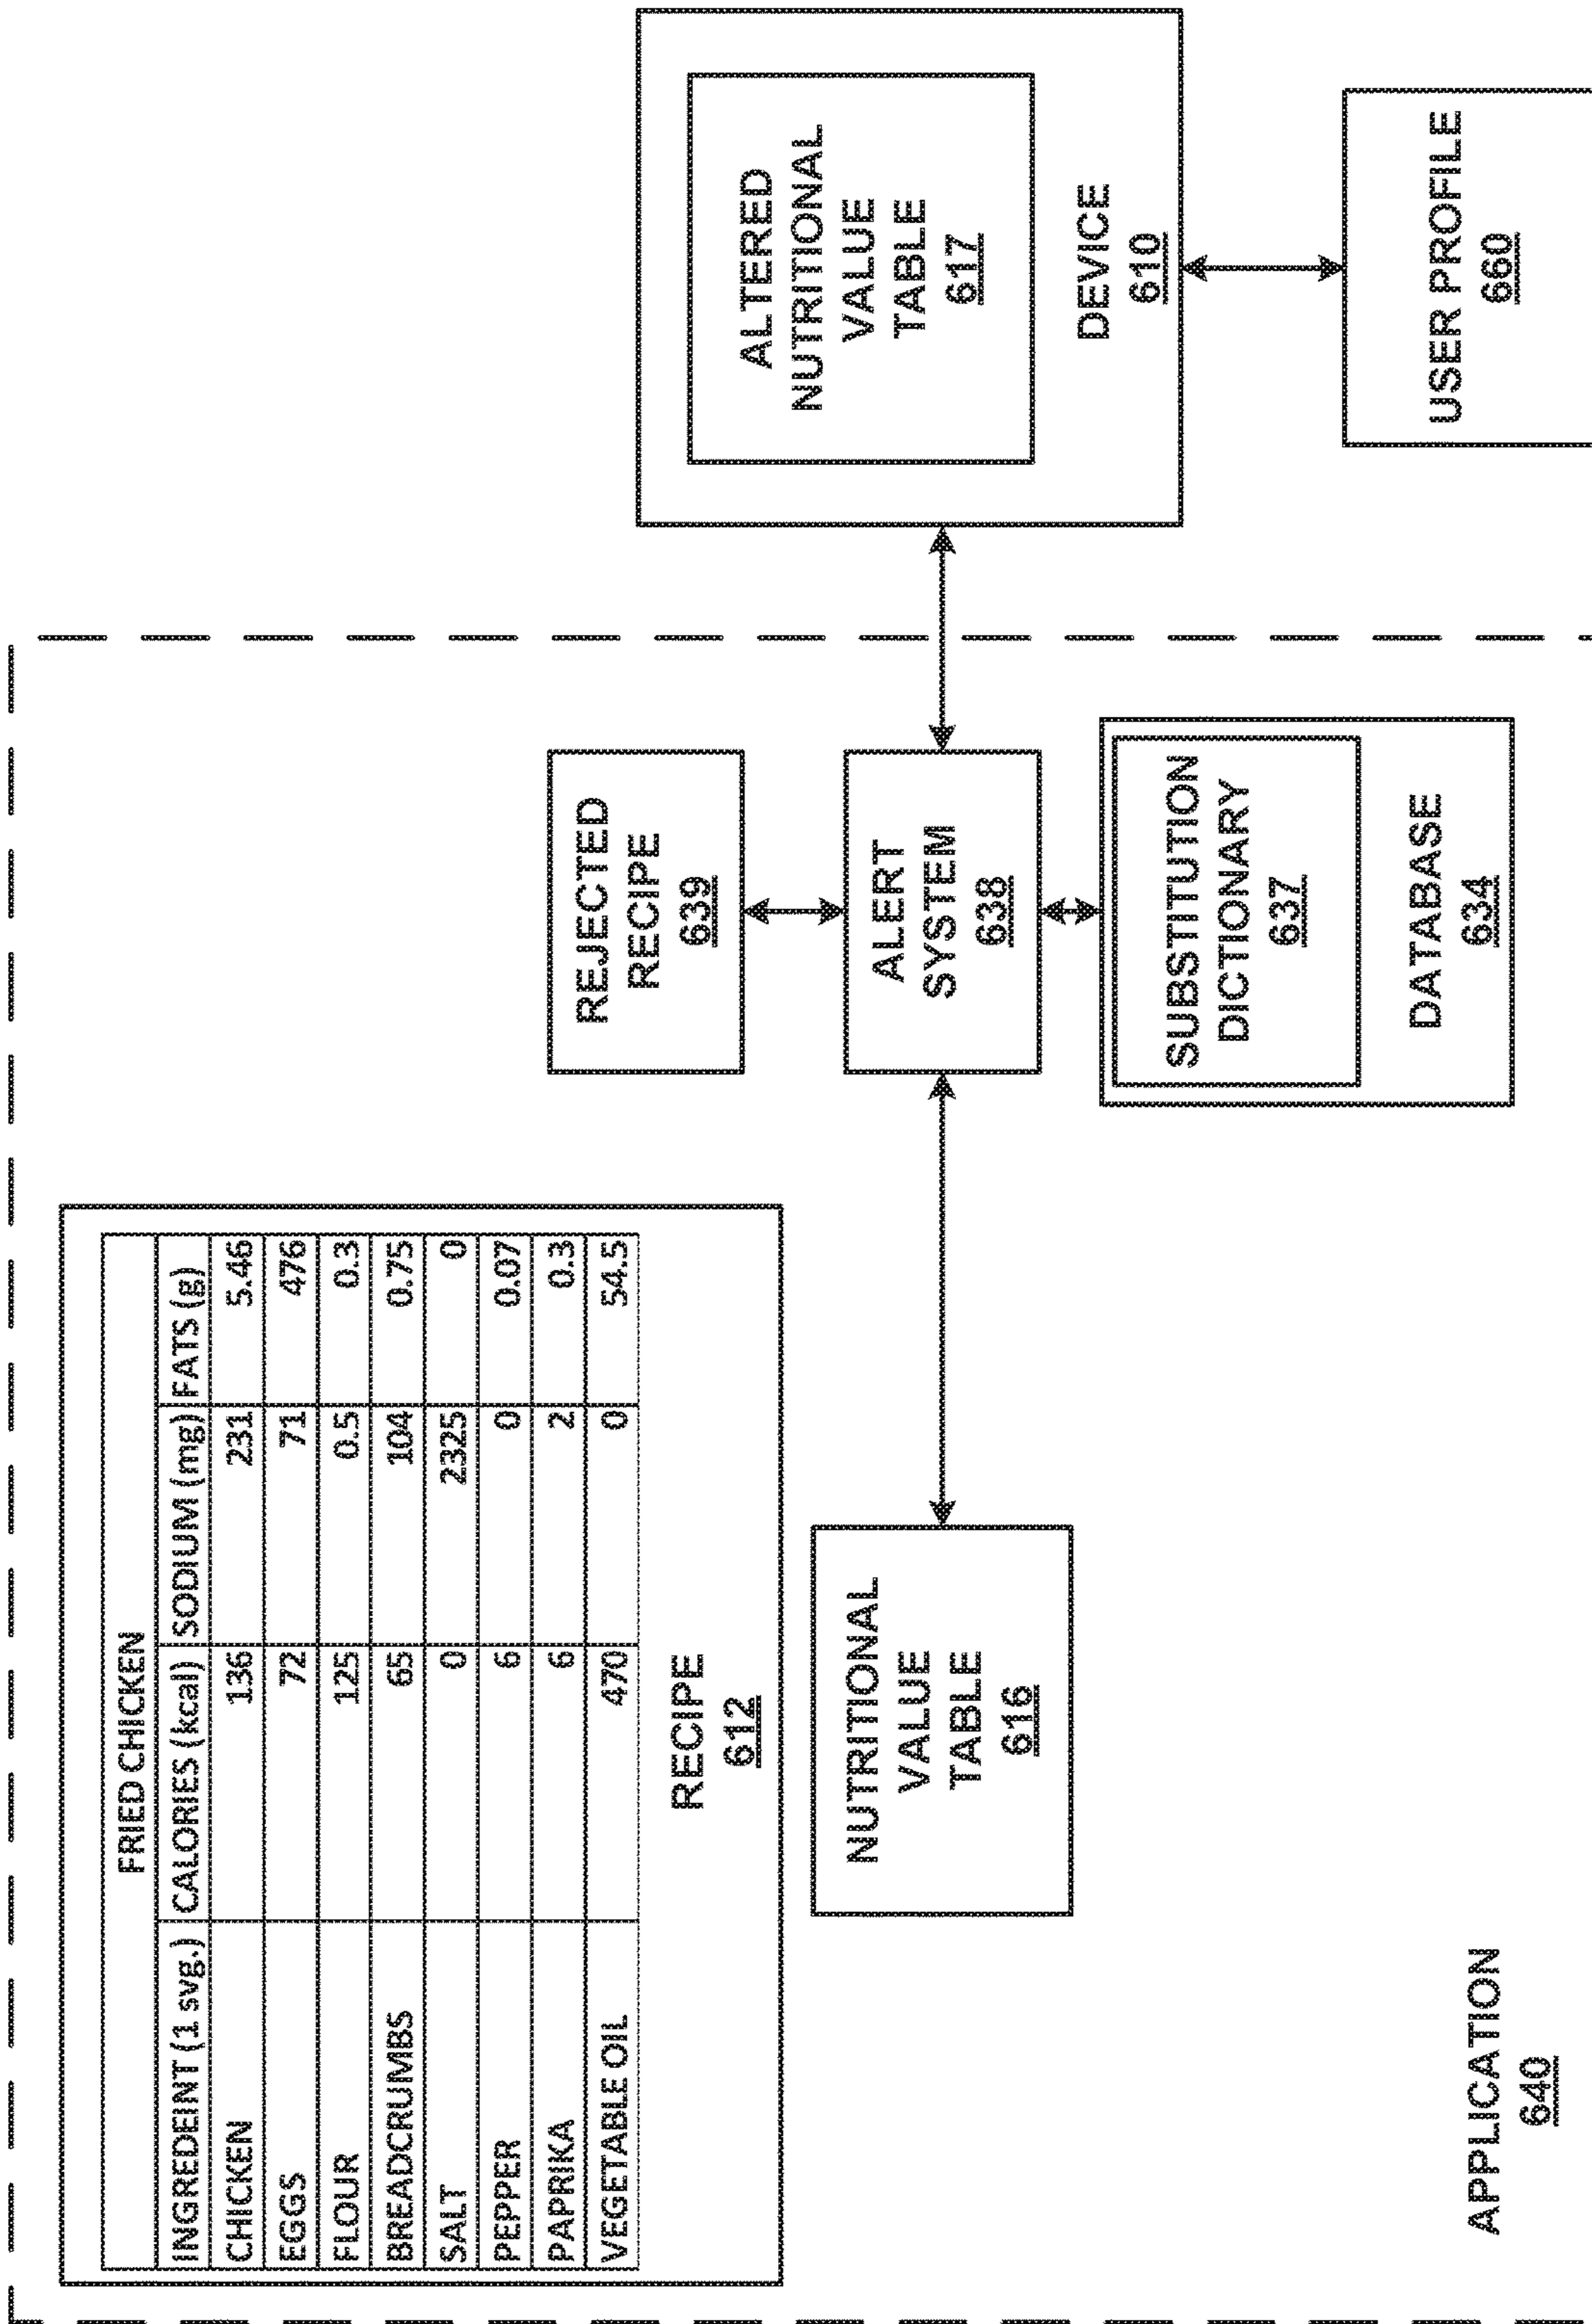 FRIED CHICKEN
INGREDEINT (1 svg.) CALORIES (kcal) SODIUM (mg) FATS (g)
CHICKEN 136 231 5.46
EGGS 72 71 476
FLOUR 125 0.5 0.3
BREADCRUMBS 65 104 0.75
SALT 0 2325 0
PEPPER 6 0 0.07
PAPRIKA 6 2 0.3
VEGETABLE OIL 470 0 54.5
RECIPE
612
NUTRITIONAL
VALUE
TABLE
616
REJECTED
RECIPE
639
ALERT
SYSTEM
638
SUBSTITUTION
DICTIONARY
637
DATABASE
634
APPLICATION
640
ALTERED
NUTRITIONAL
VALUE
TABLE
617
DEVICE
610
USER PROFILE
660